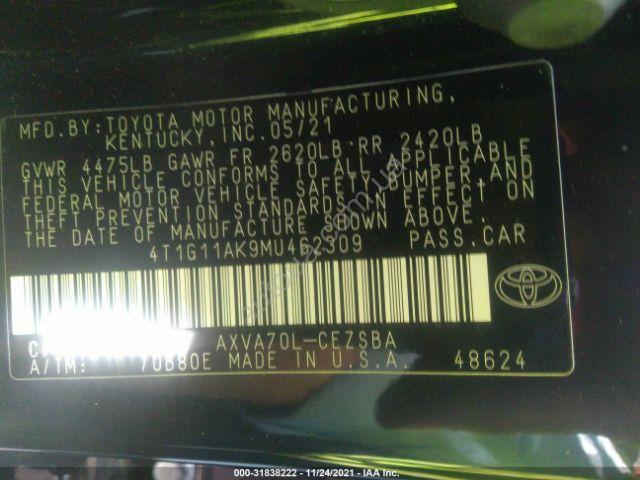 MFD.BY:TOYOTA MOTOR MANUFACTURING,
KENTUCKY,INC.05/21
GVWR 4475LB GAWR FR 2620LB RR 2420LB
THIS VEHICLE CONFORMS TO ALL APPLICABLE
FEDERAL MOTOR VEHICLE SAFETY,BUMPER,AND
THEFT PREVENTION STANDARDS IN EFFECT ON
THE DATE OF MANUFACTURE SHOWN ABOVE.
4T1G11AK9MU462309 PASS.CAR
AXVA70L-CEZSBA
A/TM: 70B80E MADE IN U.S.A. 48624
TOYOTA
000-31838222 - 11/24/2021 - IAA Inc.